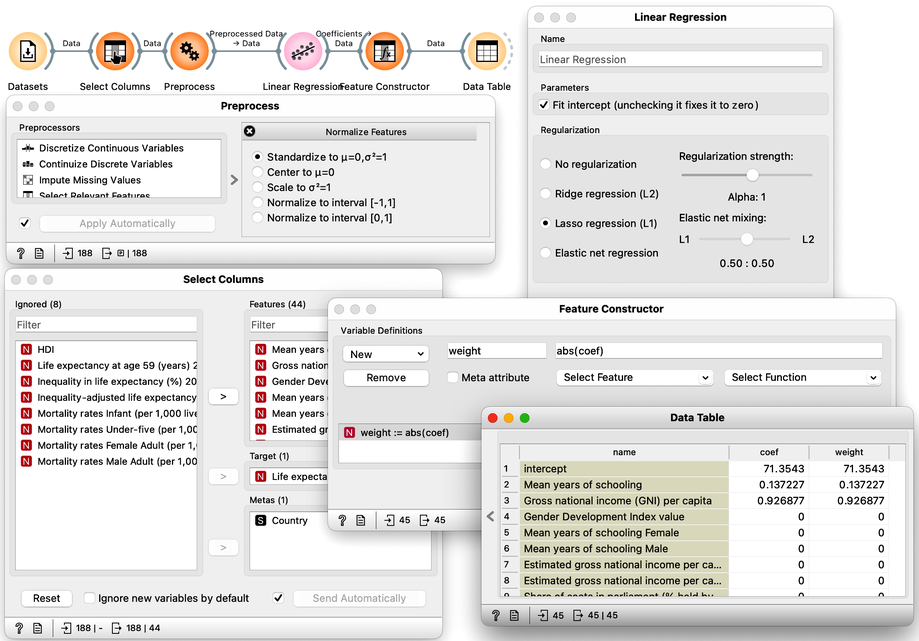 Data
Data
Preprocessed Data
→ Data
Coefficients →
Data
Data
Datasets
Select Columns
Preprocess
Linear Regression
Feature Constructor
Data Table
Linear Regression
Name
Linear Regression
Parameters
Fit intercept (unchecking it fixes it to zero)
Regularization
No regularization
Ridge regression (L2)
Lasso regression (L1)
Elastic net regression
Regularization strength:
Alpha: 1
Elastic net mixing:
L1
L2
0.50 : 0.50
Preprocess
Preprocessors
Discretize Continuous Variables
Continuize Discrete Variables
Impute Missing Values
Select Relevant Features
Apply Automatically
Normalize Features
Standardize to μ=0,σ²=1
Center to μ=0
Scale to σ²=1
Normalize to interval [-1,1]
Normalize to interval [0,1]
? 188 | 188
Select Columns
Ignored (8)
Filter
N HDI
N Life expectancy at age 59 (years) 2
N Inequality in life expectancy (%) 20
N Inequality-adjusted life expectancy
N Mortality rates Infant (per 1,000 live
N Mortality rates Under-five (per 1,00
N Mortality rates Female Adult (per 1,
N Mortality rates Male Adult (per 1,00
>
>
>
Features (44)
Filter
N Mean years
N Gross nation
N Gender Deve
N Mean years
N Mean years
N Estimated gr
Target (1)
N Life expecta
Metas (1)
S Country
Reset
Ignore new variables by default
Send Automatically
? 188 | - 188 | 44
Feature Constructor
Variable Definitions
New
weight
abs(coef)
Remove
Meta attribute
Select Feature
Select Function
N weight := abs(coef)
? 45 45
Data Table
name coef weight
1 intercept 71.3543 71.3543
2 Mean years of schooling 0.137227 0.137227
3 Gross national income (GNI) per capita 0.926877 0.926877
4 Gender Development Index value 0 0
5 Mean years of schooling Female 0 0
6 Mean years of schooling Male 0 0
7 Estimated gross national income per ca... 0 0
8 Estimated gross national income per ca... 0 0
9 Share of seats in parliament (% held by 0 0
? 45 45 | 45